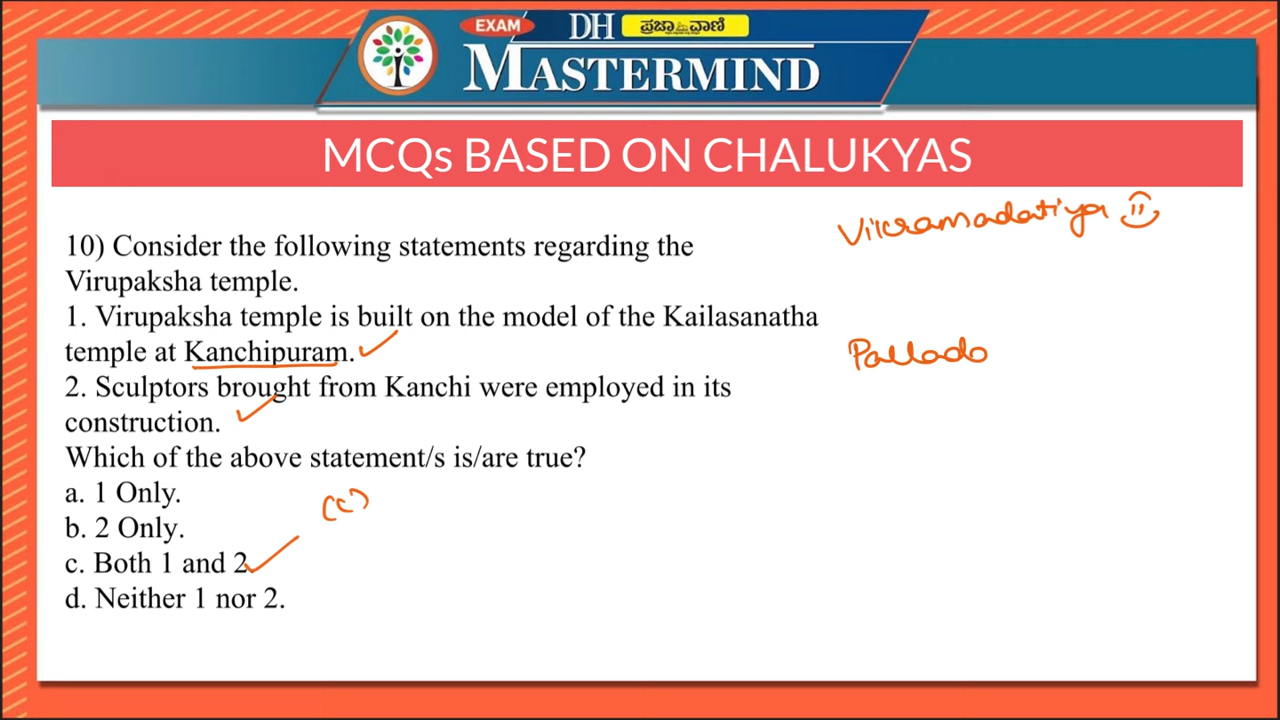 EXAM DH ಪ್ರಜಾವಾಣಿ
MASTERMIND
MCQs BASED ON CHALUKYAS
Vikramadatiya II
10) Consider the following statements regarding the
Virupaksha temple.
1. Virupaksha temple is built on the model of the Kailasanatha
temple at Kanchipuram.
Pallado
2. Sculptors brought from Kanchi were employed in its
construction.
Which of the above statement/s is/are true?
a. 1 Only.
(c)
b. 2 Only.
c. Both 1 and 2
d. Neither 1 nor 2.